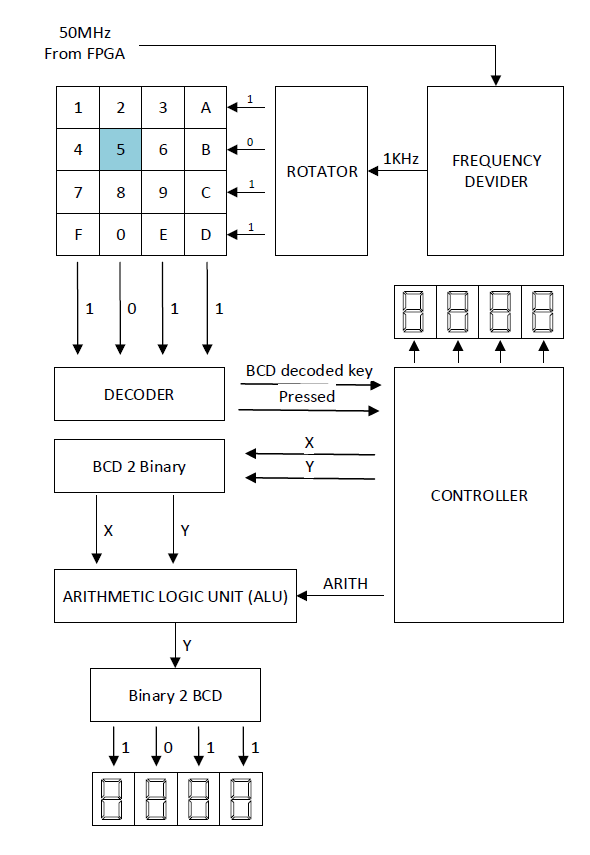 50MHz
From FPGA
1 2 3 A
4 5 6 B
7 8 9 C
F 0 E D
1
0
1
1
ROTATOR
1KHz
FREQUENCY
DEVIDER
1 0 1 1
DECODER
BCD decoded key
Pressed
BCD 2 Binary
X
Y
CONTROLLER
X Y
ARITHMETIC LOGIC UNIT (ALU)
ARITH
Y
Binary 2 BCD
1 0 1 1